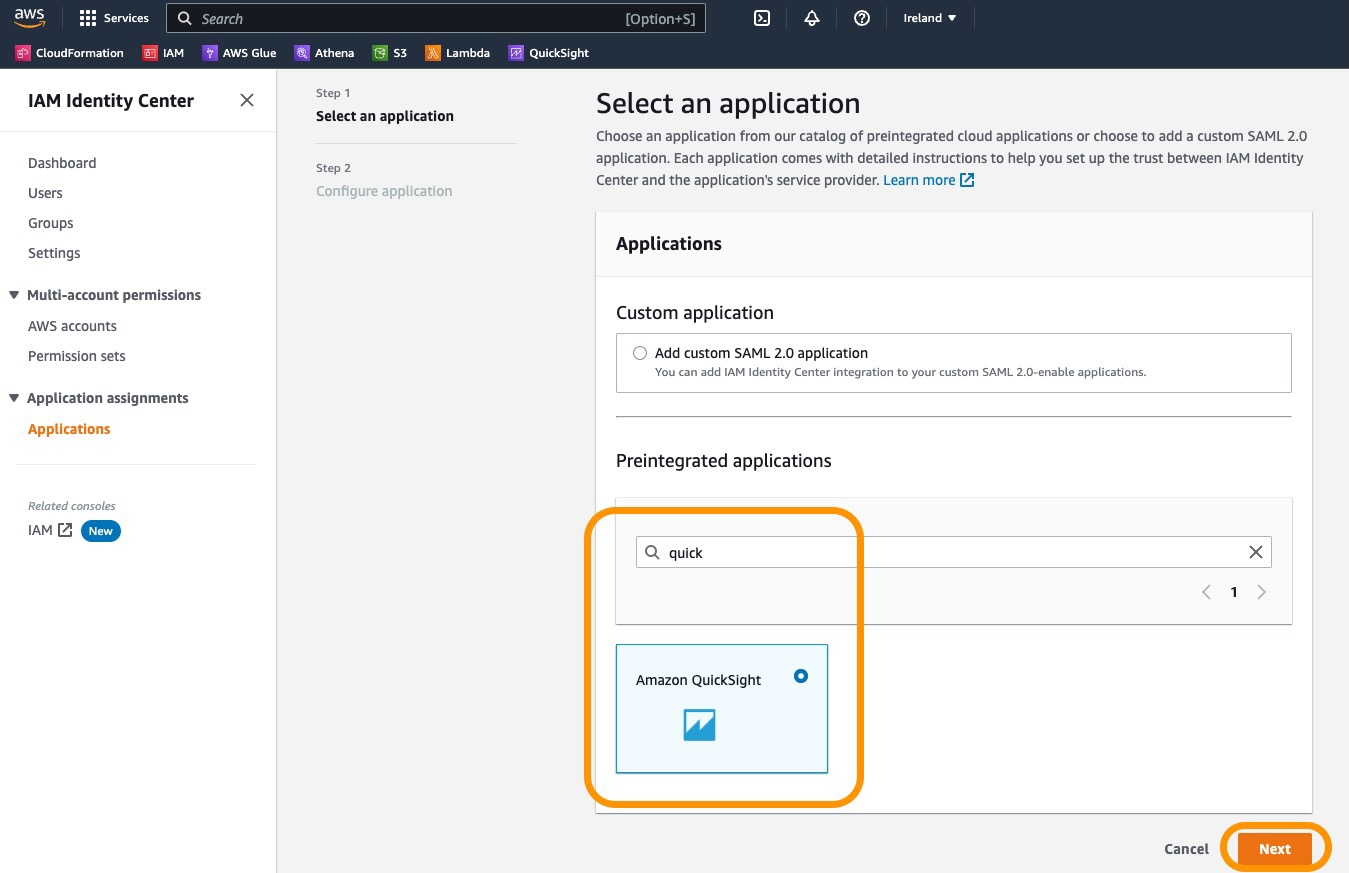 aws
Services
Search
[Option+S]
Ireland
CloudFormation
IAM
AWS Glue
Athena
S3
Lambda
QuickSight
IAM Identity Center
Dashboard
Users
Groups
Settings
Multi-account permissions
AWS accounts
Permission sets
Application assignments
Applications
Related consoles
IAM
New
Step 1
Select an application
Step 2
Configure application
Select an application
Choose an application from our catalog of preintegrated cloud applications or choose to add a custom SAML 2.0
application. Each application comes with detailed instructions to help you set up the trust between IAM Identity
Center and the application's service provider. Learn more
Applications
Custom application
Add custom SAML 2.0 application
You can add IAM Identity Center integration to your custom SAML 2.0-enable applications.
Preintegrated applications
quick
1
Amazon QuickSight
Cancel
Next